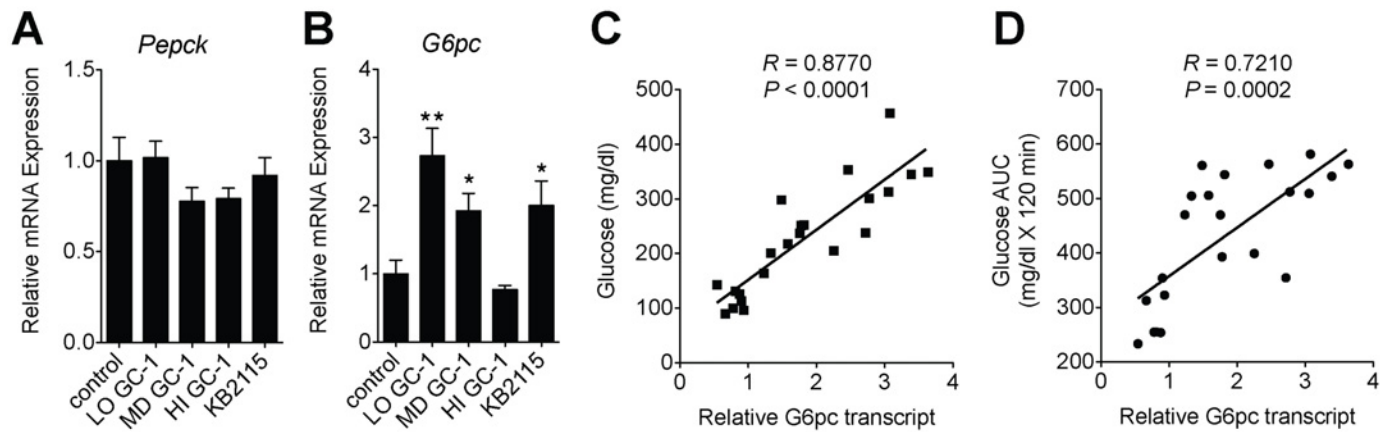 A
Pepck
Relative mRNA Expression
1.5
1.0
0.5
0.0
control
LO GC-1
MD GC-1
HI GC-1
KB2115
B
G6pc
Relative mRNA Expression
4
3
2
1
0
**
*
*
control
LO GC-1
MD GC-1
HI GC-1
KB2115
C
R = 0.8770
P < 0.0001
Glucose (mg/dl)
500
400
300
200
100
0
0 1 2 3 4
Relative G6pc transcript
D
R = 0.7210
P = 0.0002
Glucose AUC
(mg/dl X 120 min)
700
600
500
400
300
200
0 1 2 3 4
Relative G6pc transcript